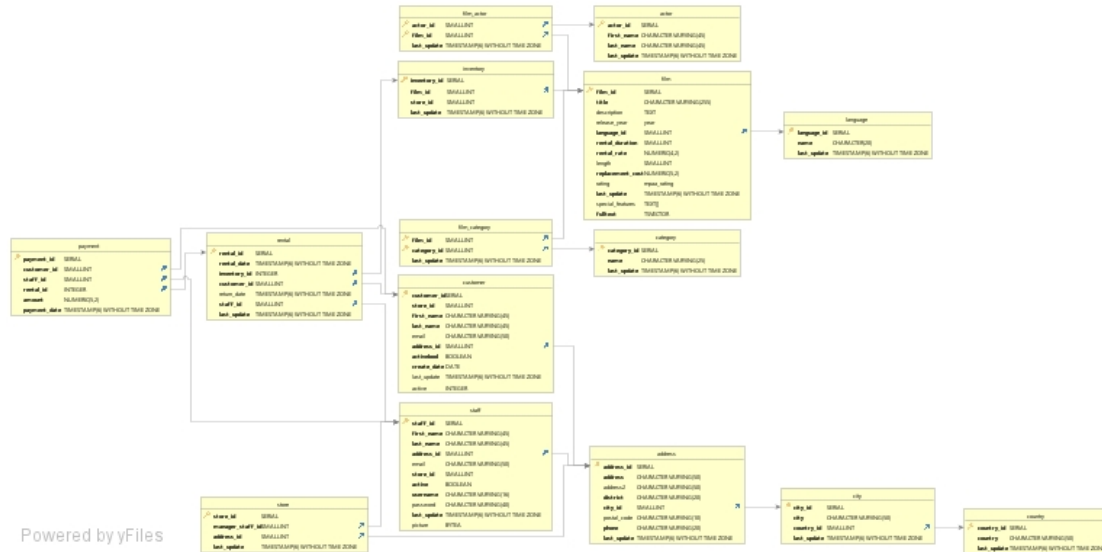 film_actor
actor_id SMALLINT
film_id SMALLINT
last_update TIMESTAMP(6) WITHOUT TIME ZONE
actor
actor_id SERIAL
first_name CHARACTER VARYING(45)
last_name CHARACTER VARYING(45)
last_update TIMESTAMP(6) WITHOUT TIME ZONE
inventory
inventory_id SERIAL
film_id SMALLINT
store_id SMALLINT
last_update TIMESTAMP(6) WITHOUT TIME ZONE
film
film_id SERIAL
title CHARACTER VARYING(255)
description TEXT
release_year year
language_id SMALLINT
rental_duration SMALLINT
rental_rate NUMERIC(4,2)
length SMALLINT
replacement_cost NUMERIC(5,2)
rating mpaa_rating
last_update TIMESTAMP(6) WITHOUT TIME ZONE
special_features TEXT[]
fulltext TSVECTOR
language
language_id SERIAL
name CHARACTER(20)
last_update TIMESTAMP(6) WITHOUT TIME ZONE
film_category
film_id SMALLINT
category_id SMALLINT
last_update TIMESTAMP(6) WITHOUT TIME ZONE
category
category_id SERIAL
name CHARACTER VARYING(25)
last_update TIMESTAMP(6) WITHOUT TIME ZONE
payment
payment_id SERIAL
customer_id SMALLINT
staff_id SMALLINT
rental_id INTEGER
amount NUMERIC(5,2)
payment_date TIMESTAMP(6) WITHOUT TIME ZONE
rental
rental_id SERIAL
rental_date TIMESTAMP(6) WITHOUT TIME ZONE
inventory_id INTEGER
customer_id SMALLINT
return_date TIMESTAMP(6) WITHOUT TIME ZONE
staff_id SMALLINT
last_update TIMESTAMP(6) WITHOUT TIME ZONE
customer
customer_id SERIAL
store_id SMALLINT
first_name CHARACTER VARYING(45)
last_name CHARACTER VARYING(45)
email CHARACTER VARYING(50)
address_id SMALLINT
activebool BOOLEAN
create_date DATE
last_update TIMESTAMP(6) WITHOUT TIME ZONE
active INTEGER
staff
staff_id SERIAL
first_name CHARACTER VARYING(45)
last_name CHARACTER VARYING(45)
address_id SMALLINT
email CHARACTER VARYING(50)
store_id SMALLINT
active BOOLEAN
username CHARACTER VARYING(16)
password CHARACTER VARYING(40)
last_update TIMESTAMP(6) WITHOUT TIME ZONE
picture BYTEA
address
address_id SERIAL
address CHARACTER VARYING(50)
address2 CHARACTER VARYING(50)
district CHARACTER VARYING(20)
city_id SMALLINT
postal_code CHARACTER VARYING(10)
phone CHARACTER VARYING(20)
last_update TIMESTAMP(6) WITHOUT TIME ZONE
store
store_id SERIAL
manager_staff_id SMALLINT
address_id SMALLINT
last_update TIMESTAMP(6) WITHOUT TIME ZONE
city
city_id SERIAL
city CHARACTER VARYING(50)
country_id SMALLINT
last_update TIMESTAMP(6) WITHOUT TIME ZONE
country
country_id SERIAL
country CHARACTER VARYING(50)
last_update TIMESTAMP(6) WITHOUT TIME ZONE
Powered by yFiles